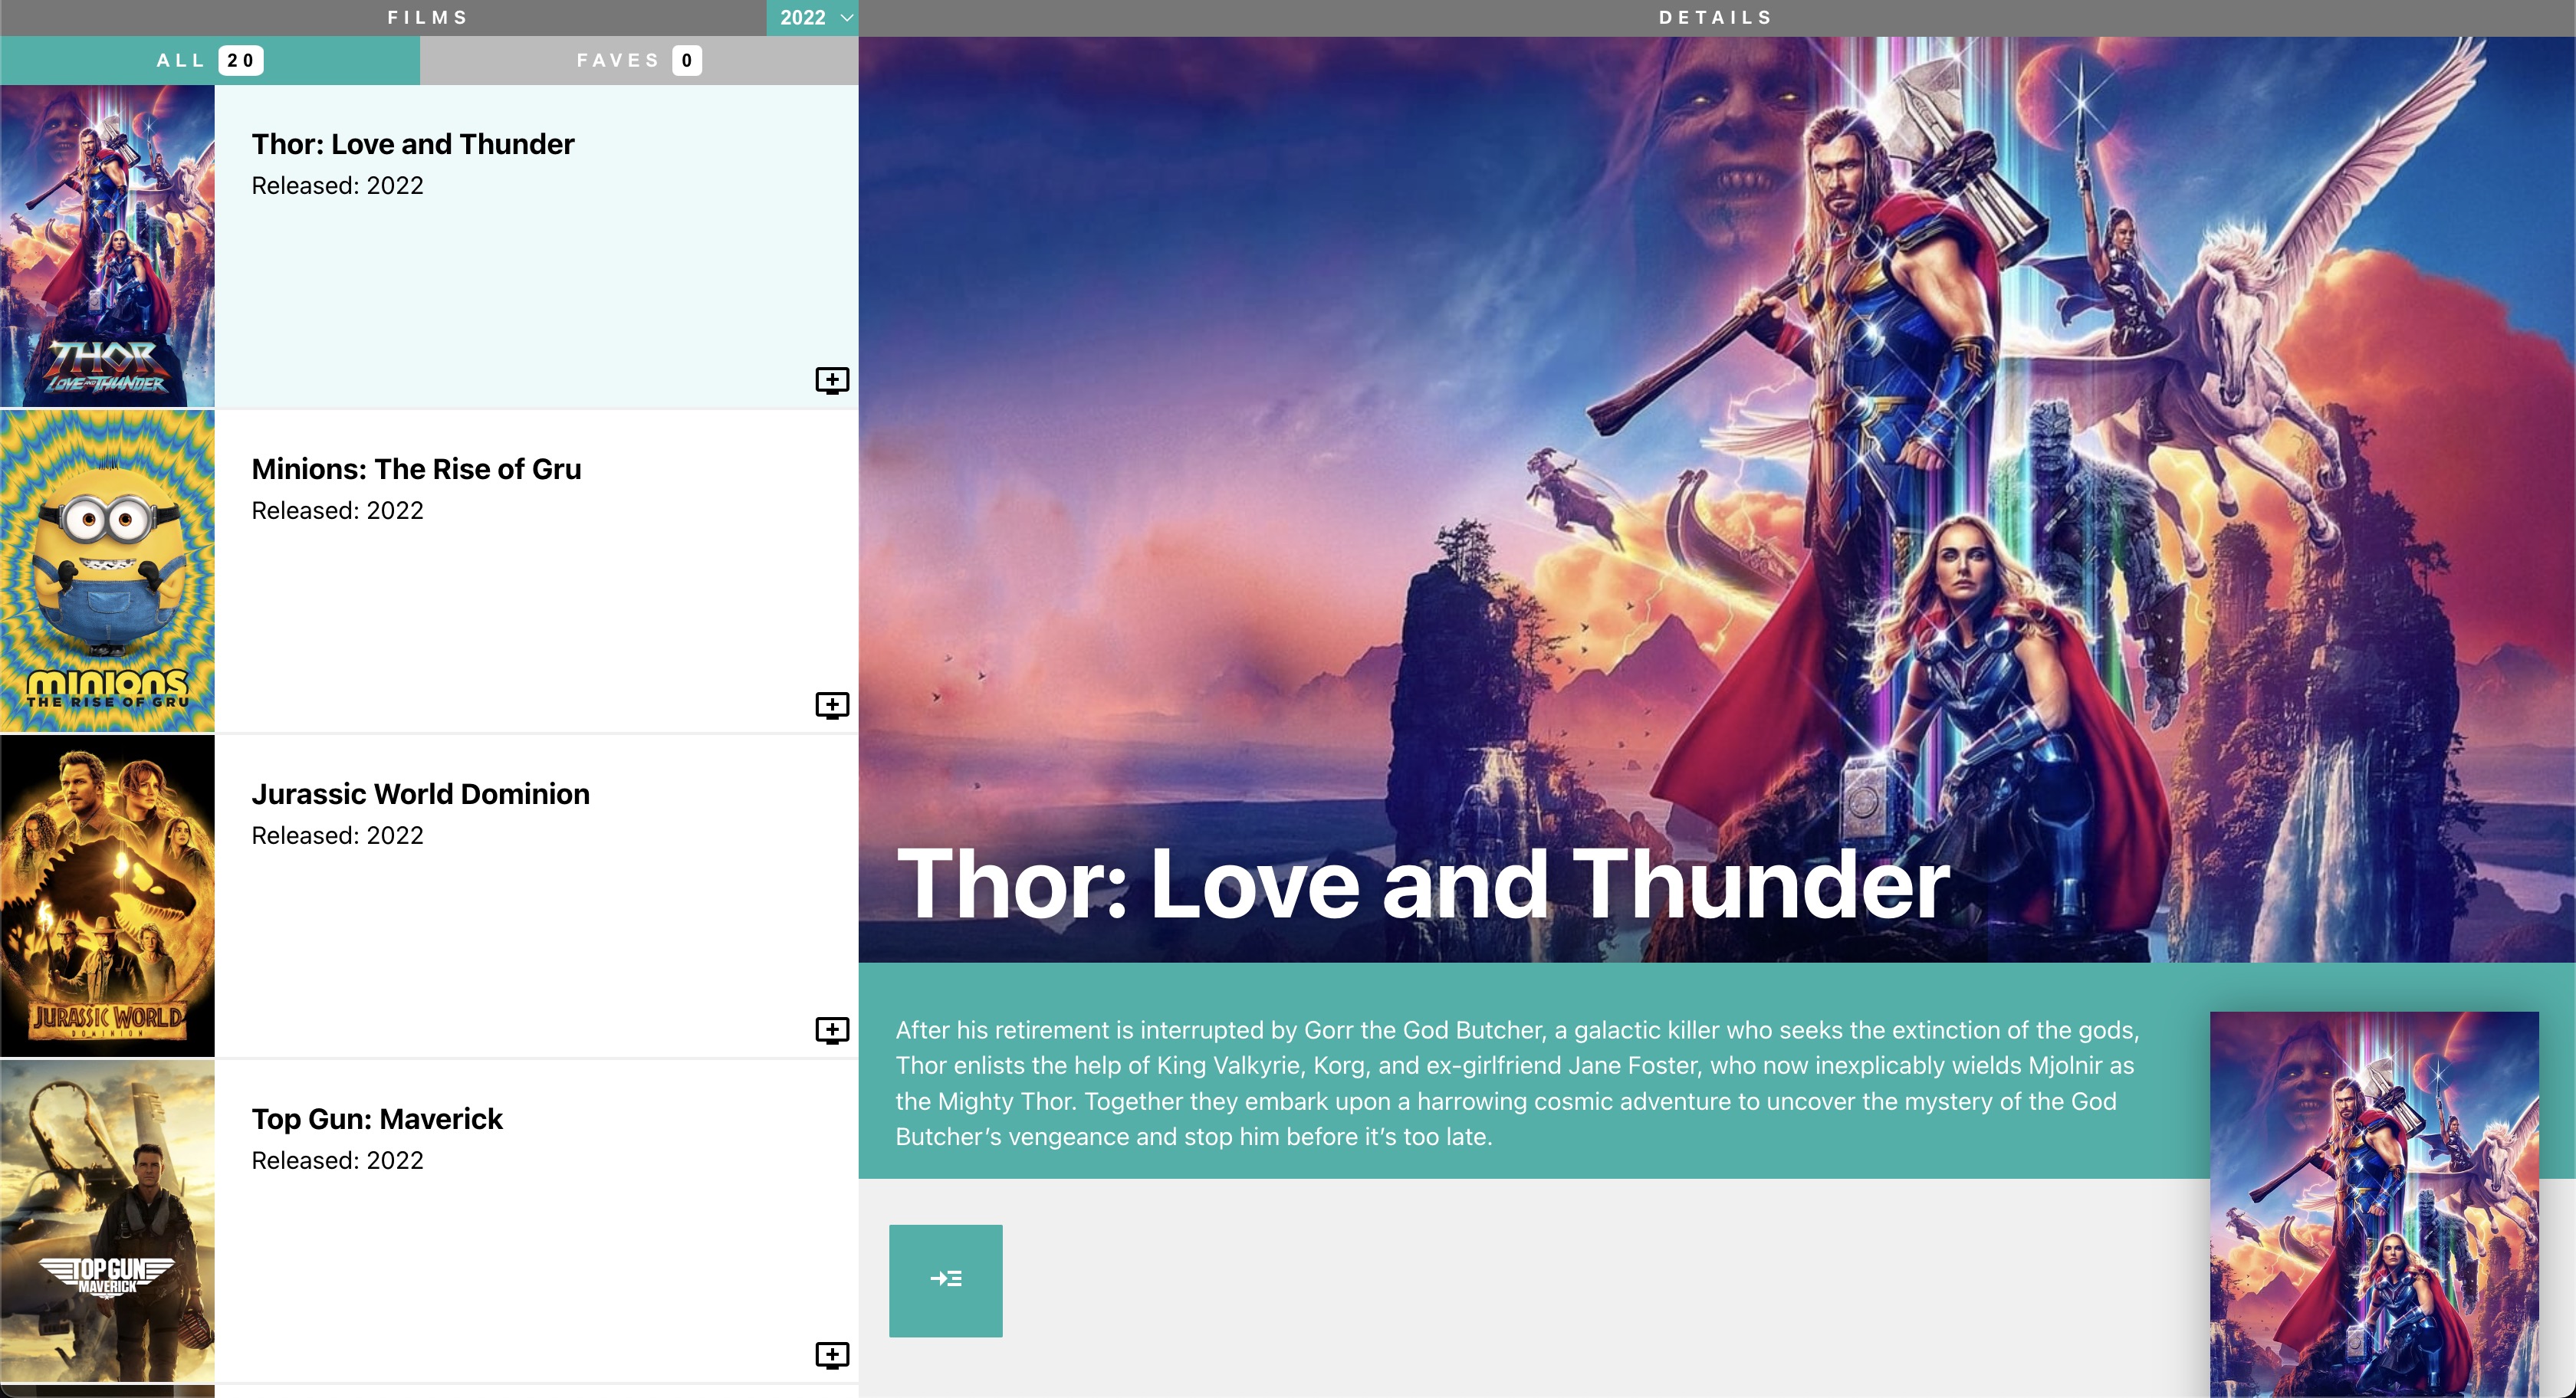 FILMS
2022
ALL 20
FAVES 0
Thor: Love and Thunder
Released: 2022
THOR
LOVE AND THUNDER
Minions: The Rise of Gru
Released: 2022
MINIONS
THE RISE OF GRU
Jurassic World Dominion
Released: 2022
JURASSIC WORLD
DOMINION
Top Gun: Maverick
Released: 2022
TOP GUN
MAVERICK
DETAILS
Thor: Love and Thunder
After his retirement is interrupted by Gorr the God Butcher, a galactic killer who seeks the extinction of the gods,
Thor enlists the help of King Valkyrie, Korg, and ex-girlfriend Jane Foster, who now inexplicably wields Mjolnir as
the Mighty Thor. Together they embark upon a harrowing cosmic adventure to uncover the mystery of the God
Butcher’s vengeance and stop him before it’s too late.